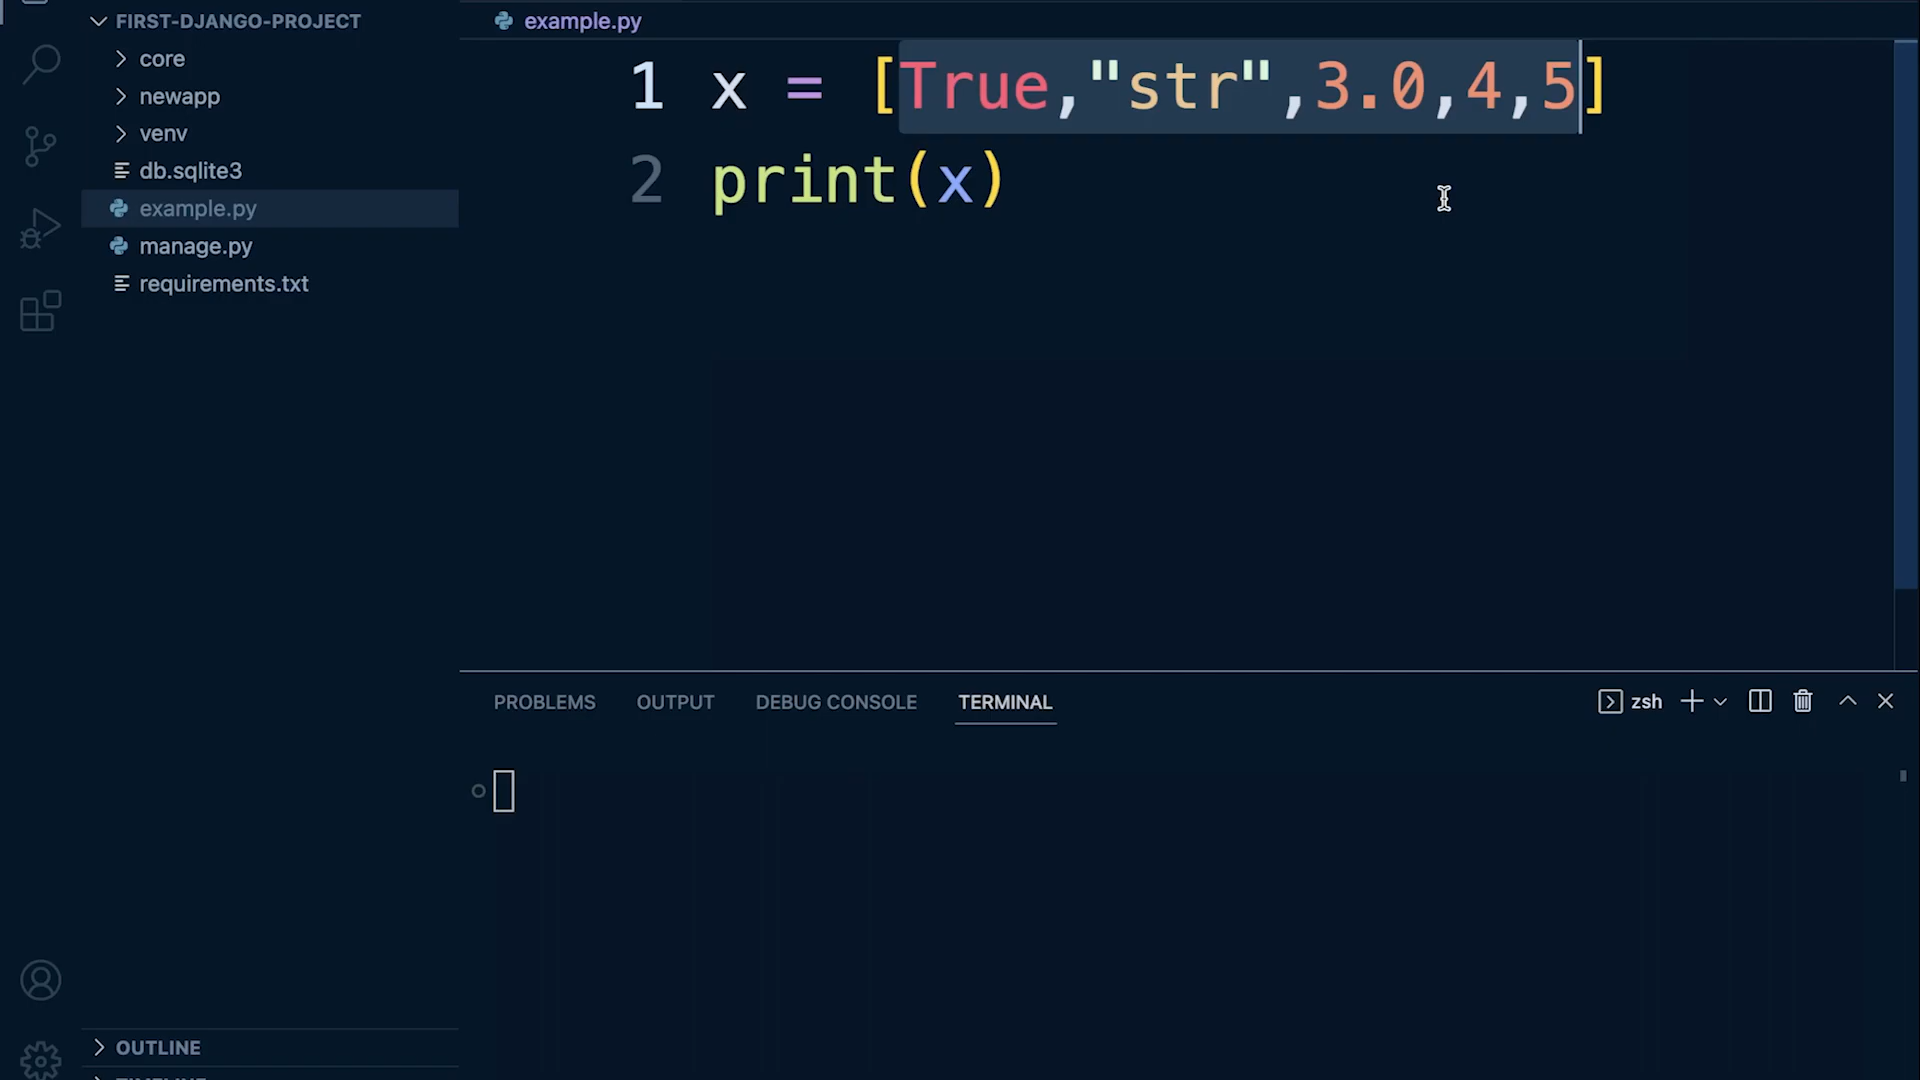 FIRST-DJANGO-PROJECT
core
newapp
venv
db.sqlite3
example.py
manage.py
requirements.txt
OUTLINE
example.py
1 x = [True,"str",3.0,4,5]
2 print(x)
PROBLEMS OUTPUT DEBUG CONSOLE TERMINAL zsh